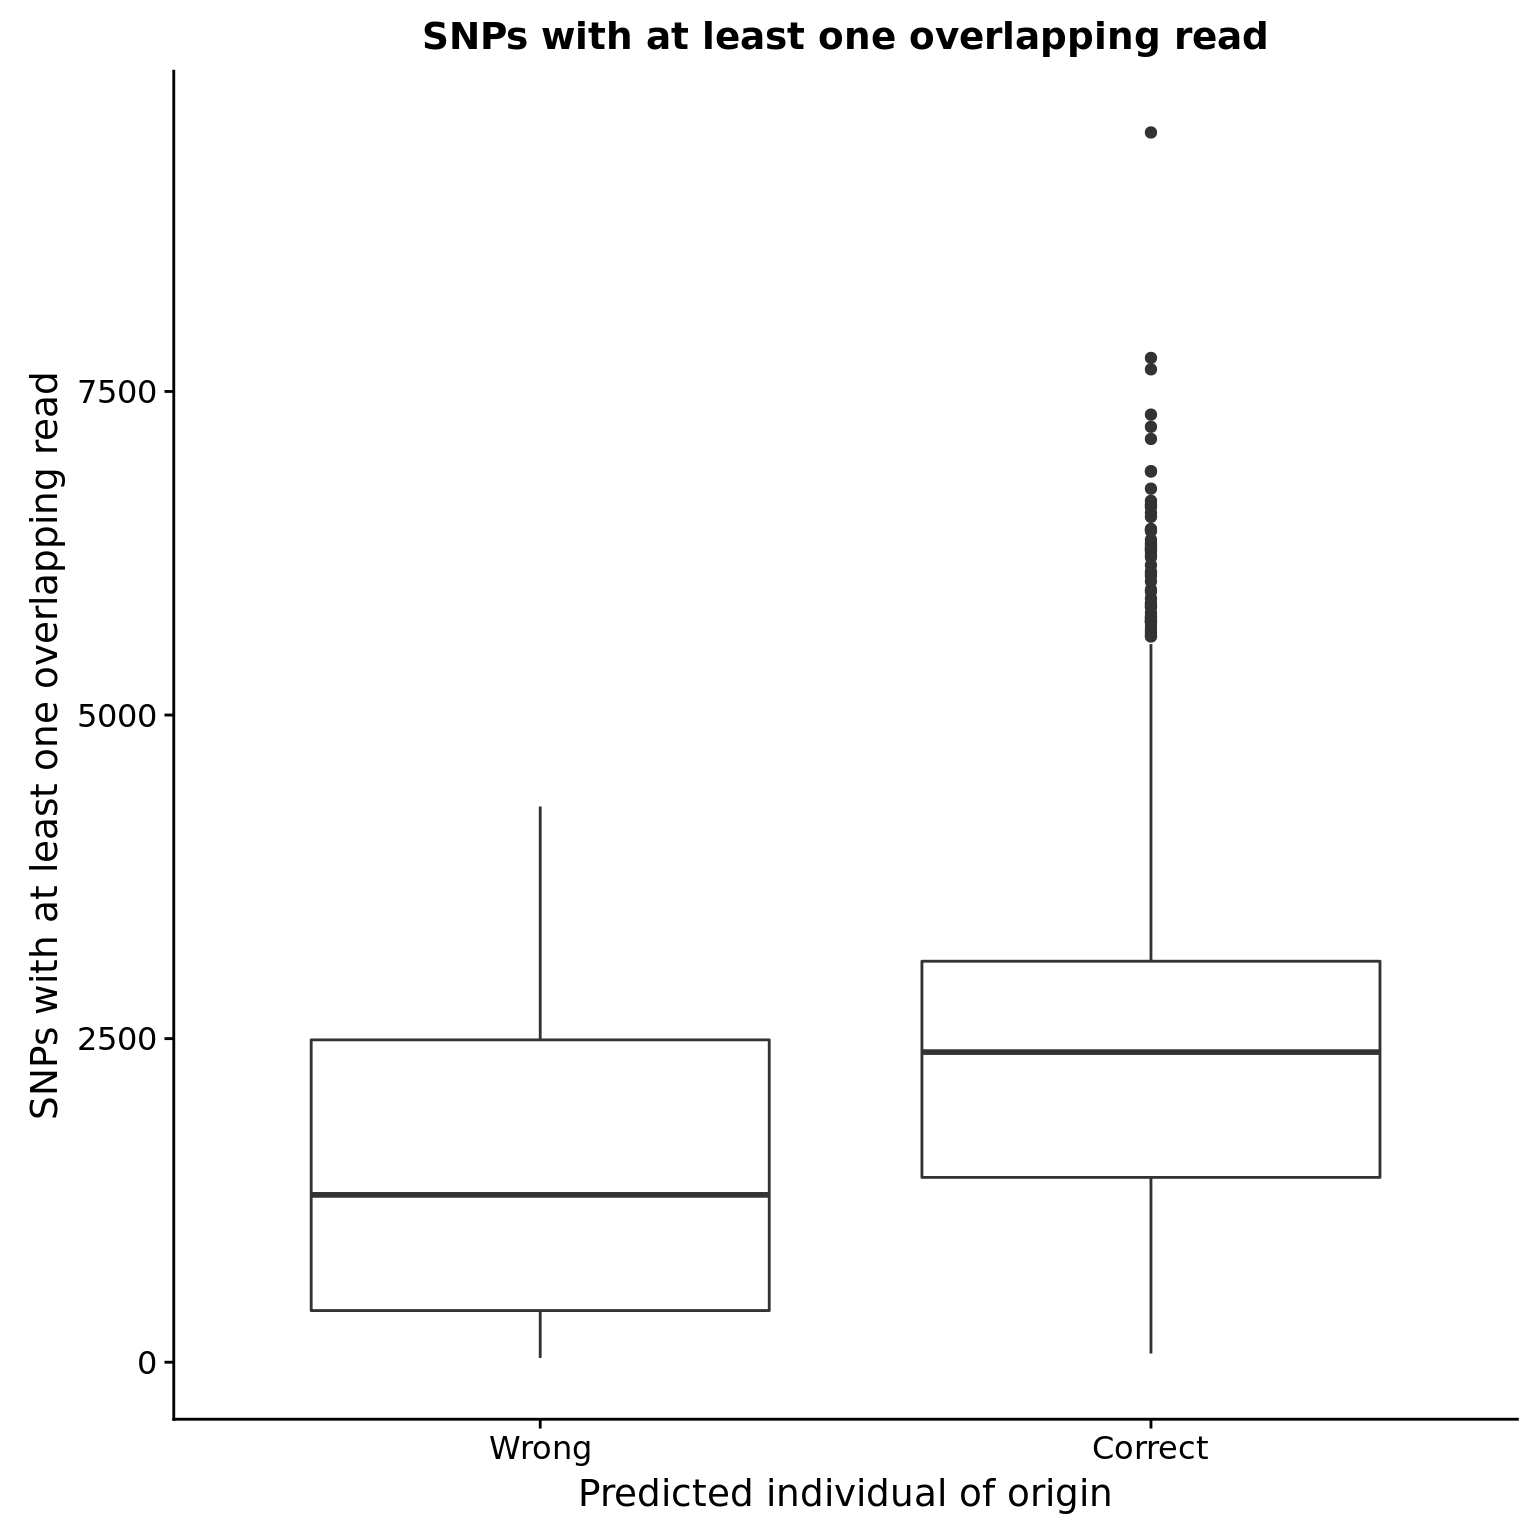 SNPs with at least one overlapping read
SNPs with at least one overlapping read
7500
5000
2500
0
Wrong
Correct
Predicted individual of origin